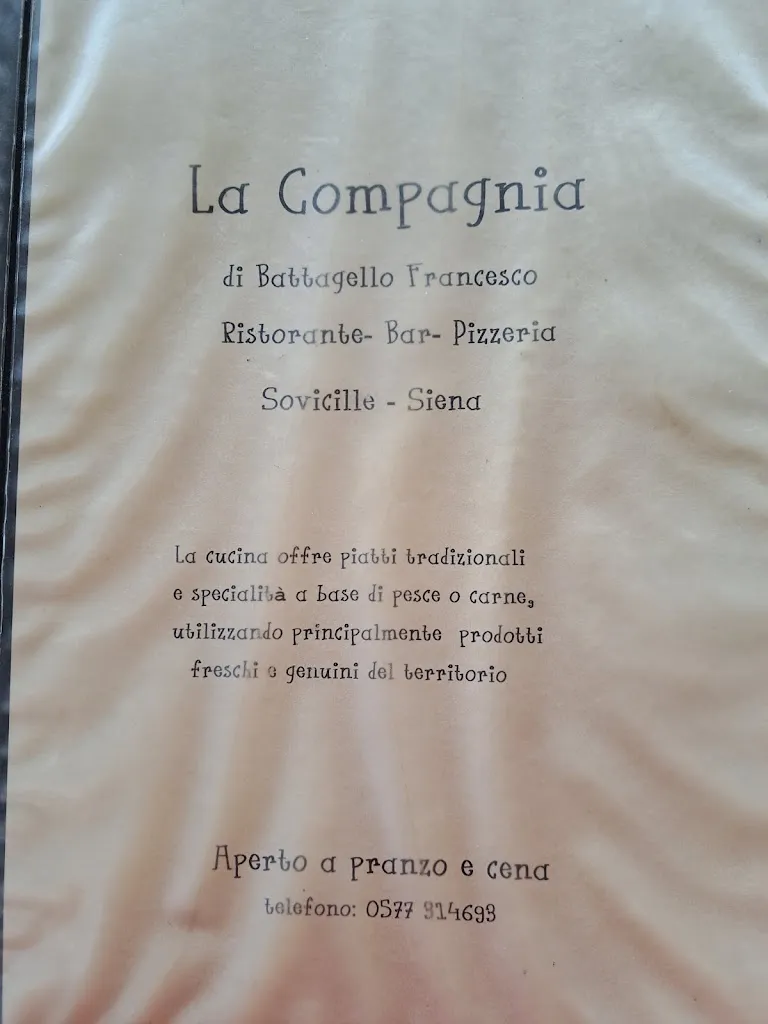 La Compagnia
di Battagello Francesco
Ristorante- Bar- Pizzeria
Sovicille - Siena
La cucina offre piatti tradizionali
e specialità a base di pesce o carne,
utilizzando principalmente prodotti
freschi e genuini del territorio
Aperto a pranzo e cena
telefono: 0577 314693